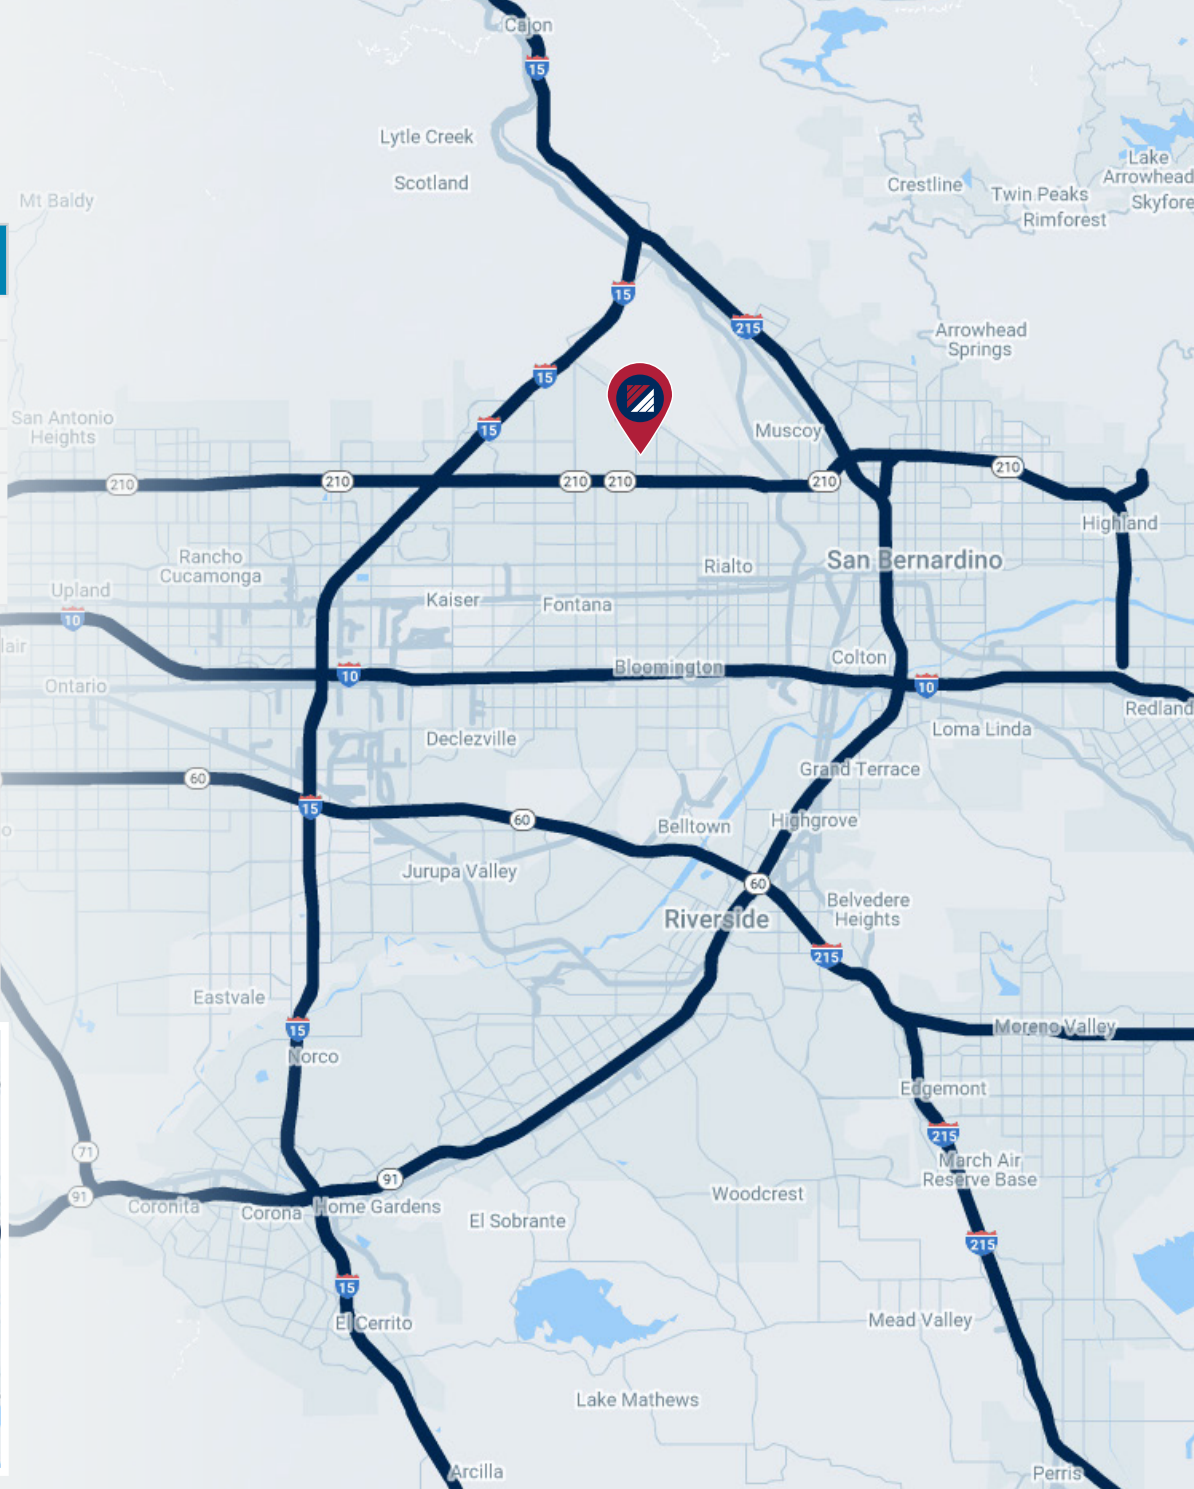 Cajon
15
Lytle Creek
Lake
Arrowhead
Scotland
Crestline
Twin Peaks
Mt Baldy
Skyfore
Rimforest
15
215
Arrowhead
Springs
15
San Antonio
Heights
15
Muscoy
210
210
210
210
210
210
Highland
Rancho
Cucamonga
San Bernardino
Rialto
Upland
Kaiser
Fontana
10
lair
Colton
Bloomington
10
10
Ontario
Redland
Loma Linda
Declezville
Grand Terrace
60
15
60
Highgrove
Belltown
o
Jurupa Valley
60
Belvedere
Heights
Riverside
215
Eastvale
15
Moreno Valley
Norco
Edgemont
215
71
March Air
Reserve Base
91
91
Woodcrest
Coronita
Corona
Home Gardens
El Sobrante
215
15
El Cerrito
Mead Valley
Lake Mathews
Arcilla
Perris